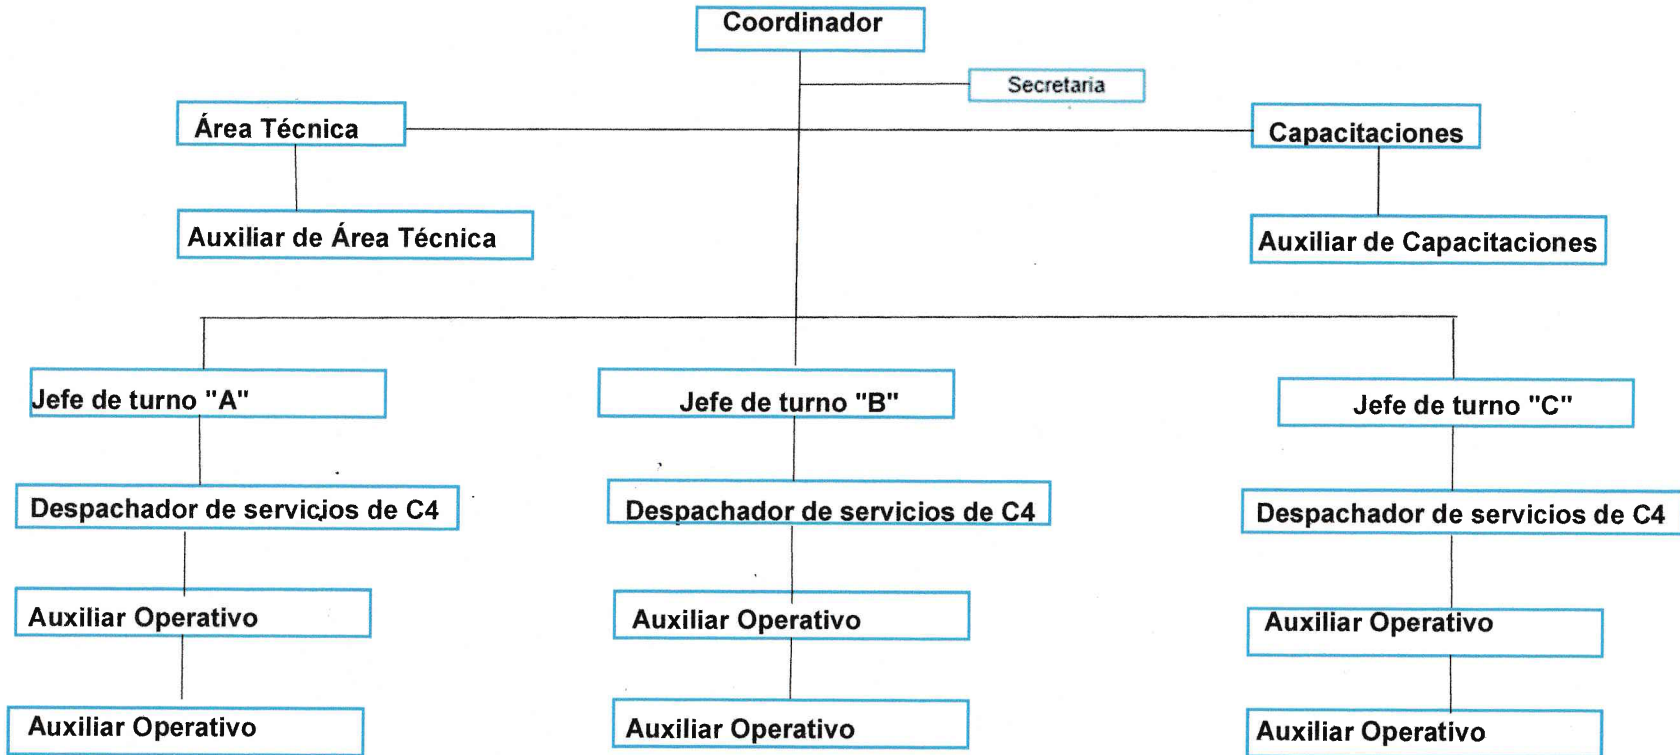 Coordinador
Secretaria
Área Técnica
Capacitaciones
Auxiliar de Área Técnica
Auxiliar de Capacitaciones
Jefe de turno "A"
Jefe de turno "B"
Jefe de turno "C"
Despachador de servicios de C4
Despachador de servicios de C4
Despachador de servicios de C4
Auxiliar Operativo
Auxiliar Operativo
Auxiliar Operativo
Auxiliar Operativo
Auxiliar Operativo
Auxiliar Operativo